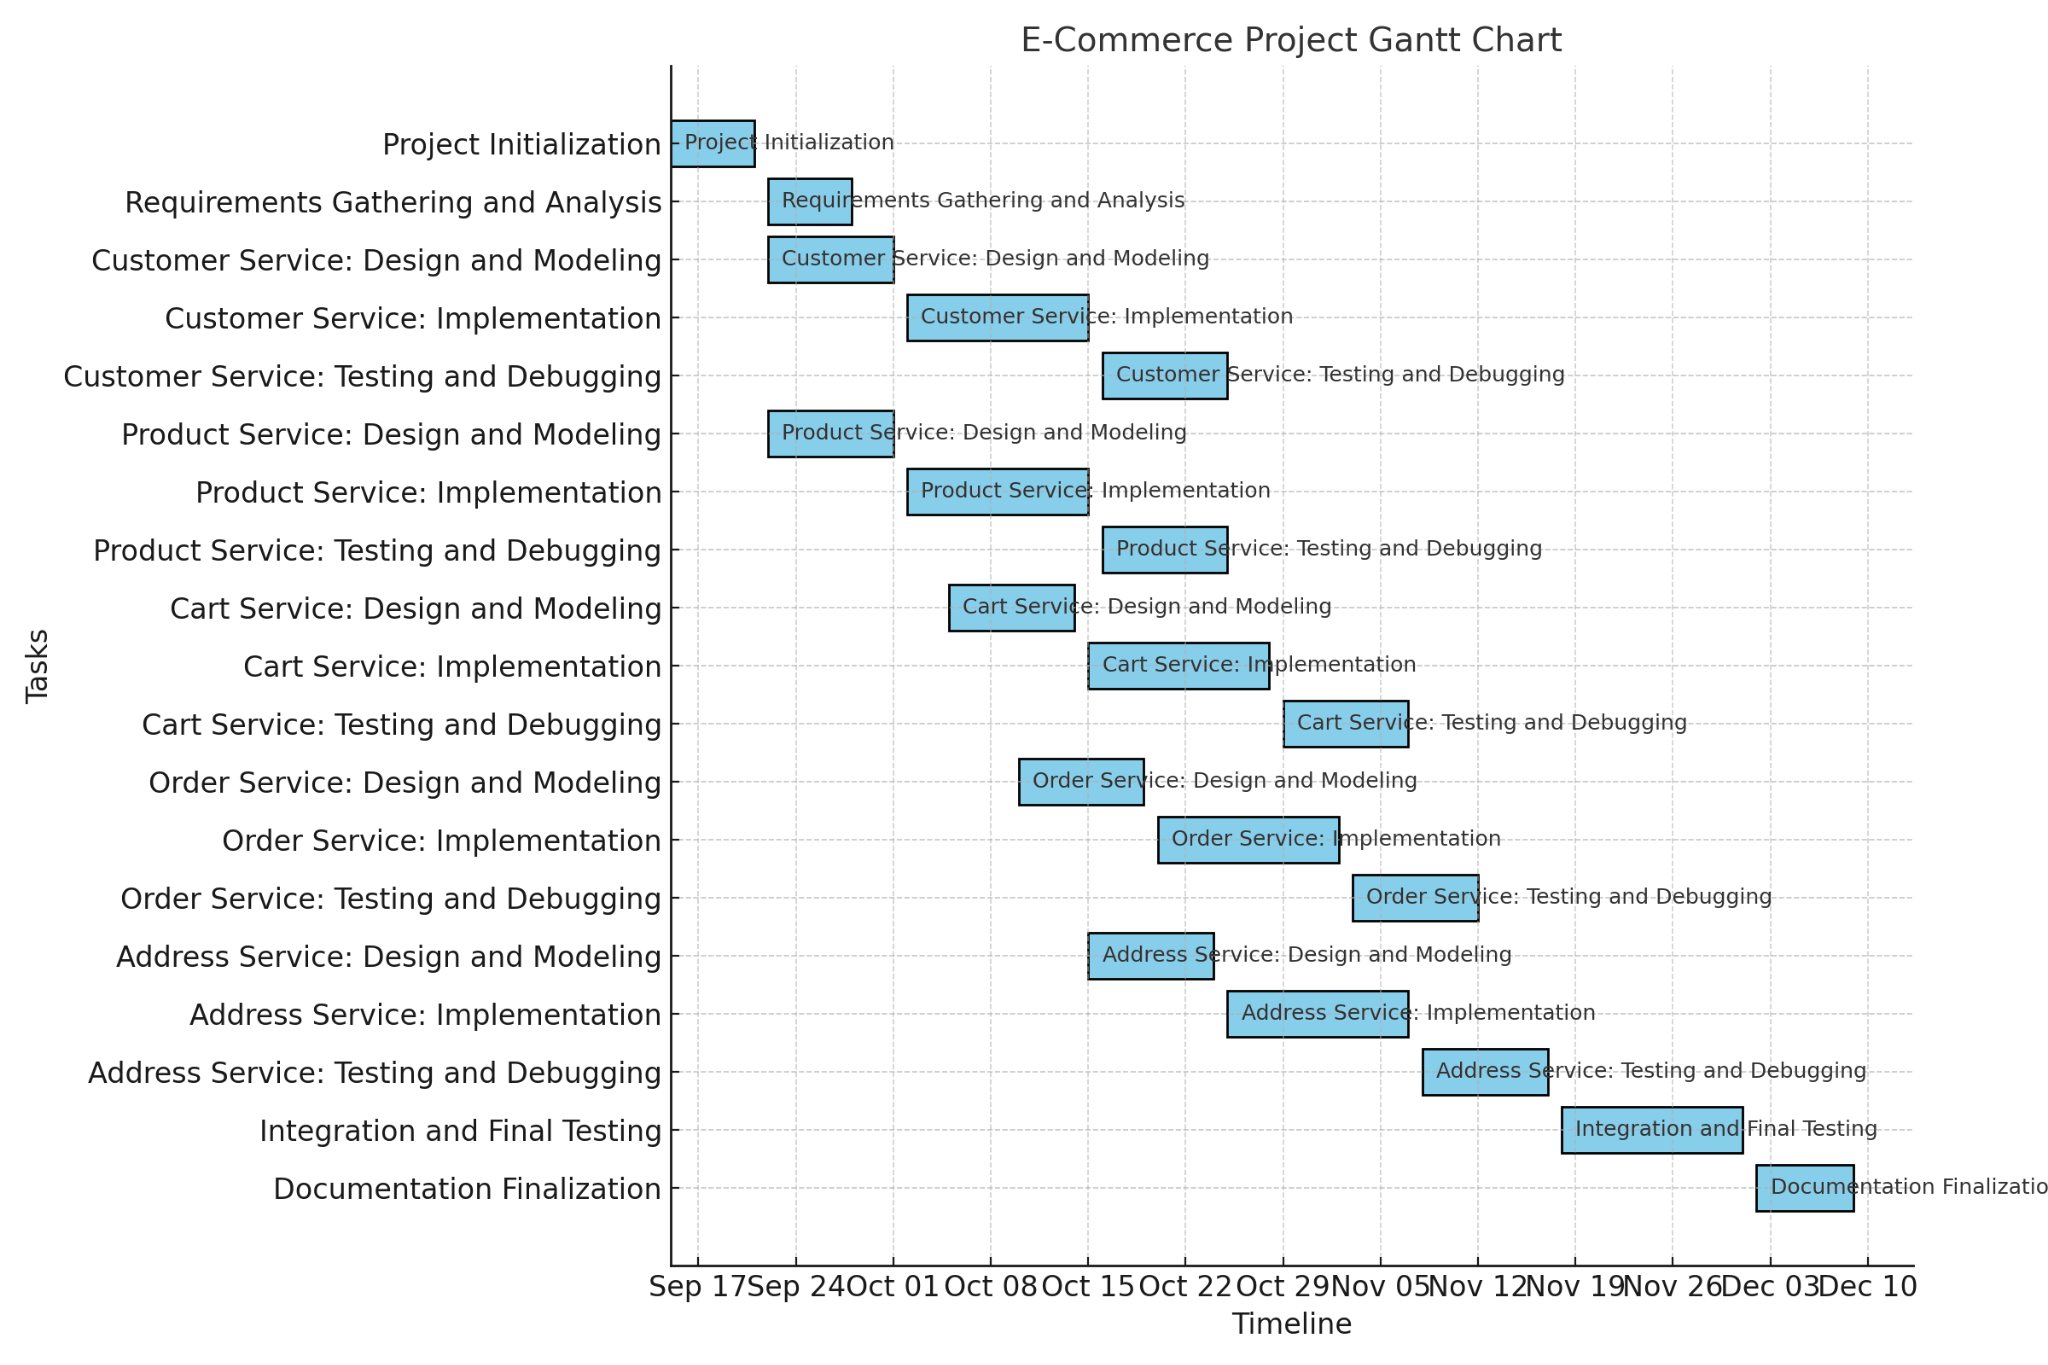 E-Commerce Project Gantt Chart
Project Initialization
Project Initialization
Requirements Gathering and Analysis
Requirements Gathering and Analysis
Customer Service: Design and Modeling
Customer Service: Design and Modeling
Customer Service: Implementation
Customer Service: Implementation
Customer Service: Testing and Debugging
Customer Service: Testing and Debugging
Product Service: Design and Modeling
Product Service: Design and Modeling
Product Service: Implementation
Product Service: Implementation
Product Service: Testing and Debugging
Product Service: Testing and Debugging
Cart Service: Design and Modeling
Cart Service: Design and Modeling
Cart Service: Implementation
Cart Service: Implementation
Cart Service: Testing and Debugging
Cart Service: Testing and Debugging
Order Service: Design and Modeling
Order Service: Design and Modeling
Order Service: Implementation
Order Service: Implementation
Order Service: Testing and Debugging
Order Service: Testing and Debugging
Address Service: Design and Modeling
Address Service: Design and Modeling
Address Service: Implementation
Address Service: Implementation
Address Service: Testing and Debugging
Address Service: Testing and Debugging
Integration and Final Testing
Integration and Final Testing
Documentation Finalization
Documentation Finalizatio
Tasks
Sep 17 Sep 24 Oct 01 Oct 08 Oct 15 Oct 22 Oct 29 Nov 05 Nov 12 Nov 19 Nov 26 Dec 03 Dec 10
Timeline